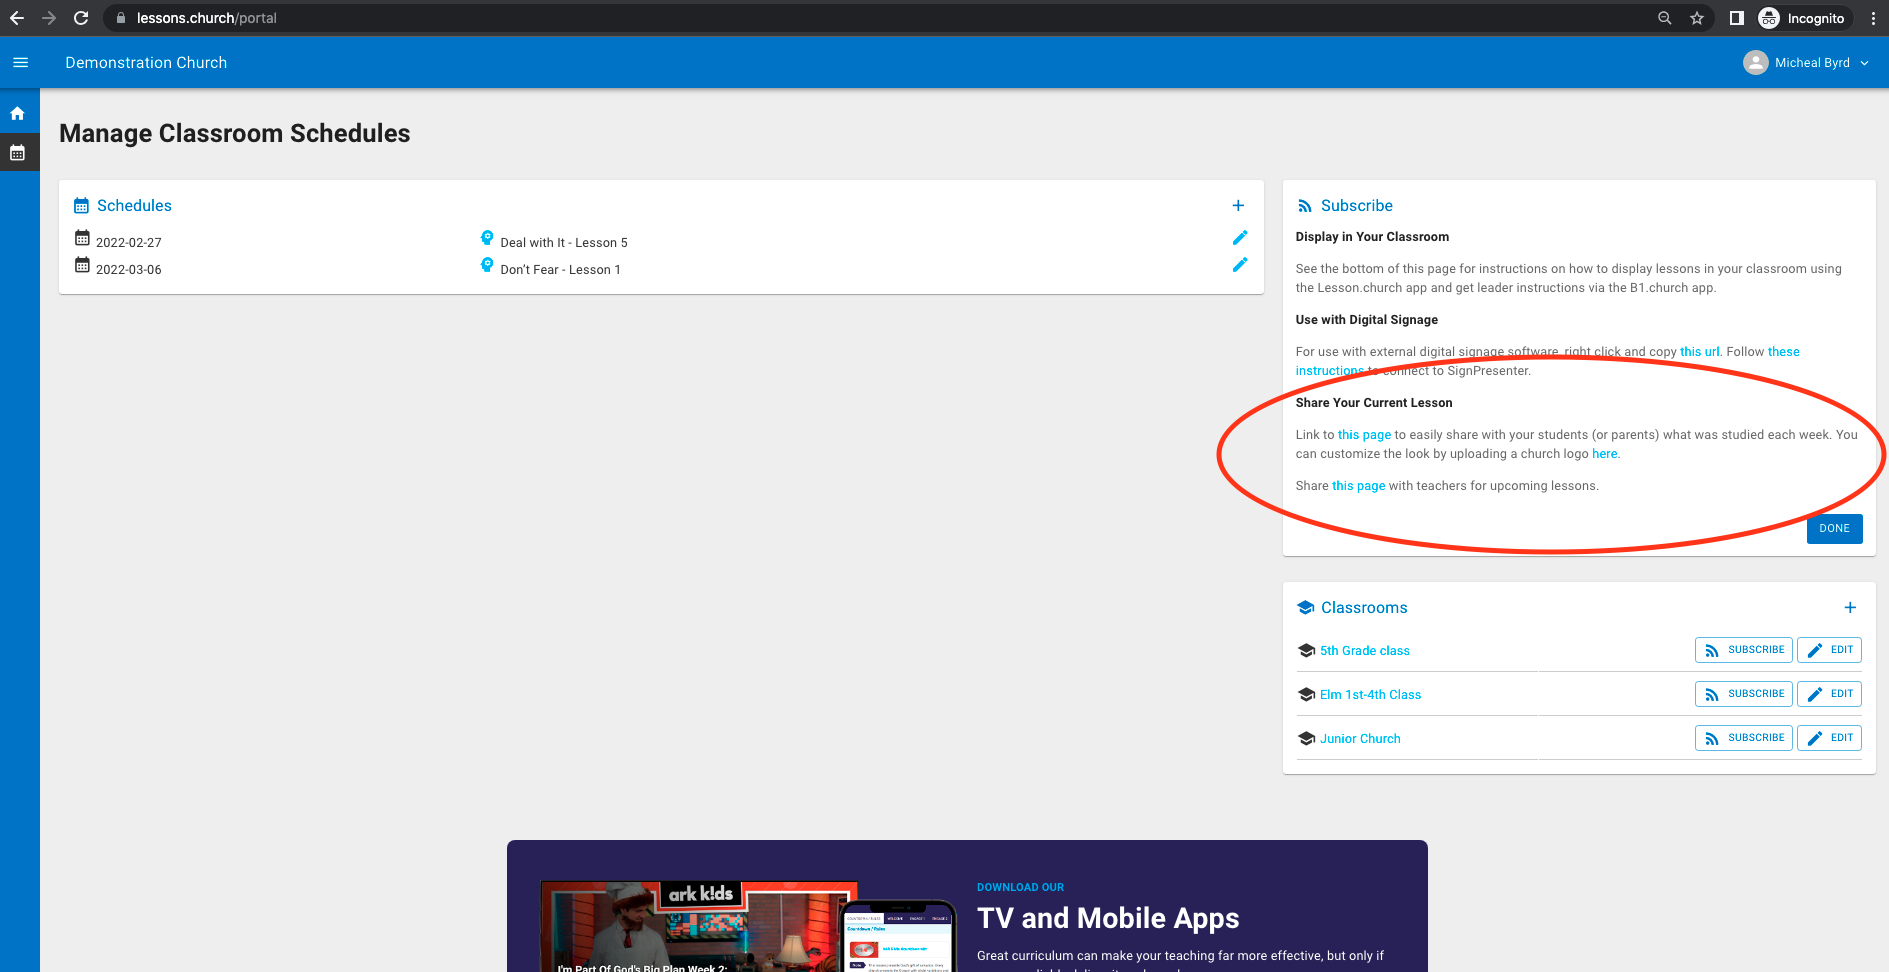 lessons.church/portal
Incognito
Demonstration Church
Micheal Byrd
Manage Classroom Schedules
Schedules
2022-02-27 Deal with It - Lesson 5
2022-03-06 Don't Fear - Lesson 1
Subscribe
Display in Your Classroom
See the bottom of this page for instructions on how to display lessons in your classroom using
the Lesson.church app and get leader instructions via the B1.church app.
Use with Digital Signage
For use with external digital signage software, right click and copy this url. Follow these
instructions to connect to SignPresenter.
Share Your Current Lesson
Link to this page to easily share with your students (or parents) what was studied each week. You
can customize the look by uploading a church logo here.
Share this page with teachers for upcoming lessons.
DONE
Classrooms
5th Grade class SUBSCRIBE EDIT
Elm 1st-4th Class SUBSCRIBE EDIT
Junior Church SUBSCRIBE EDIT
ark k!ds
I'm Part Of God's Big Plan Week 2:
Countdown / Rules
DOWNLOAD OUR
TV and Mobile Apps
Great curriculum can make your teaching far more effective, but only if